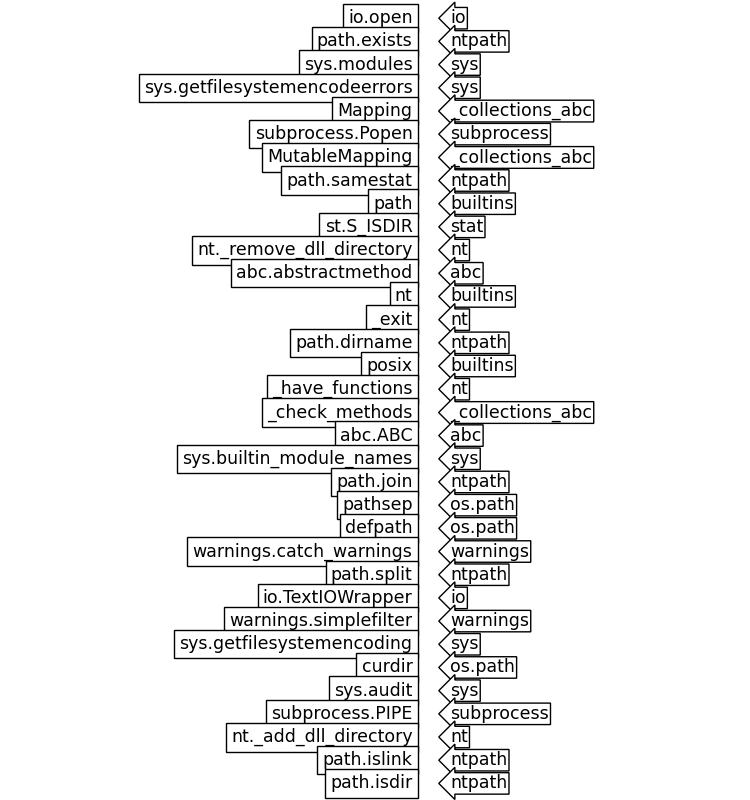 io.open io
path.exists ntpath
sys.modules sys
sys.getfilesystemencodeerrors sys
Mapping _collections_abc
subprocess.Popen subprocess
MutableMapping _collections_abc
path.samestat ntpath
path builtins
st.S_ISDIR stat
nt._remove_dll_directory nt
abc.abstractmethod abc
nt builtins
_exit nt
path.dirname ntpath
posix builtins
_have_functions nt
_check_methods _collections_abc
abc.ABC abc
sys.builtin_module_names sys
path.join ntpath
pathsep os.path
defpath os.path
warnings.catch_warnings warnings
path.split ntpath
io.TextIOWrapper io
warnings.simplefilter warnings
sys.getfilesystemencoding sys
curdir os.path
sys.audit sys
subprocess.PIPE subprocess
nt._add_dll_directory nt
path.islink ntpath
path.isdir ntpath